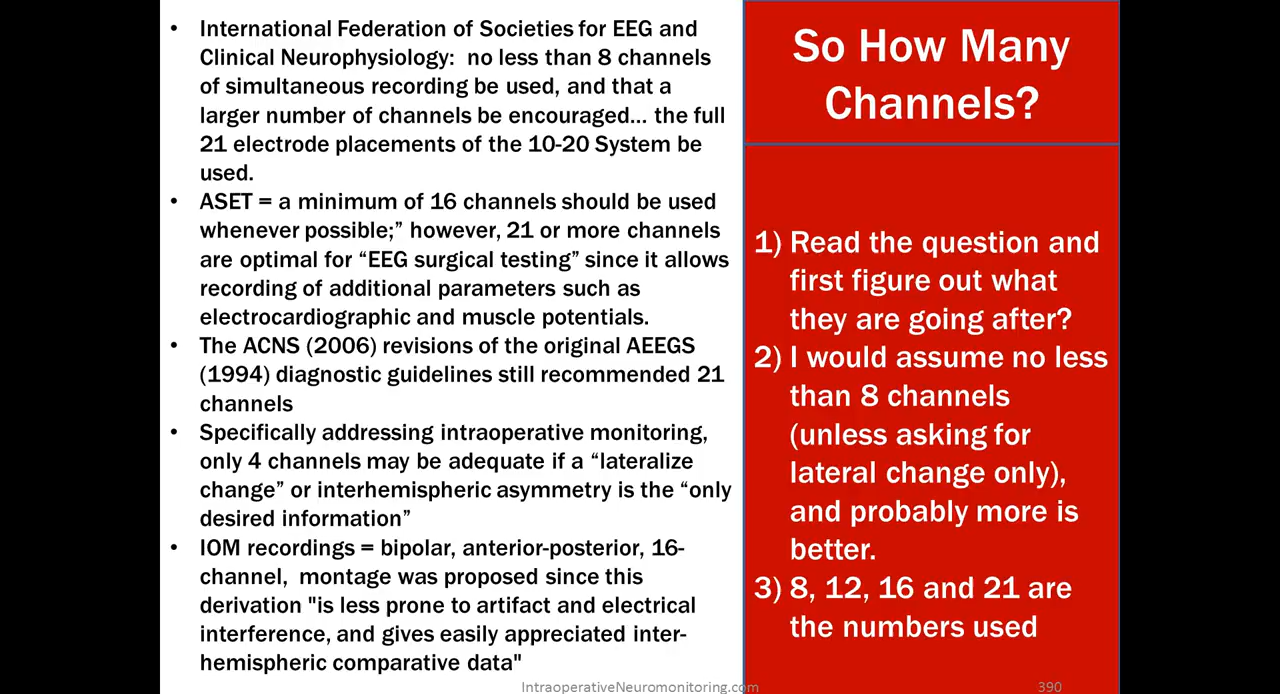 • International Federation of Societies for EEG and
Clinical Neurophysiology:  no less than 8 channels
of simultaneous recording be used, and that a
larger number of channels be encouraged... the full
21 electrode placements of the 10-20 System be
used.
• ASET = a minimum of 16 channels should be used
whenever possible;” however, 21 or more channels
are optimal for “EEG surgical testing” since it allows
recording of additional parameters such as
electrocardiographic and muscle potentials.
• The ACNS (2006) revisions of the original AEEGS
(1994) diagnostic guidelines still recommended 21
channels
• Specifically addressing intraoperative monitoring,
only 4 channels may be adequate if a “lateralize
change” or interhemispheric asymmetry is the “only
desired information”
• IOM recordings = bipolar, anterior-posterior, 16-
channel,  montage was proposed since this
derivation "is less prone to artifact and electrical
interference, and gives easily appreciated inter-
hemispheric comparative data"
So How Many
Channels?
1) Read the question and
first figure out what
they are going after?
2) I would assume no less
than 8 channels
(unless asking for
lateral change only),
and probably more is
better.
3) 8, 12, 16 and 21 are
the numbers used
IntraoperativeNeuromonitoring.com
390